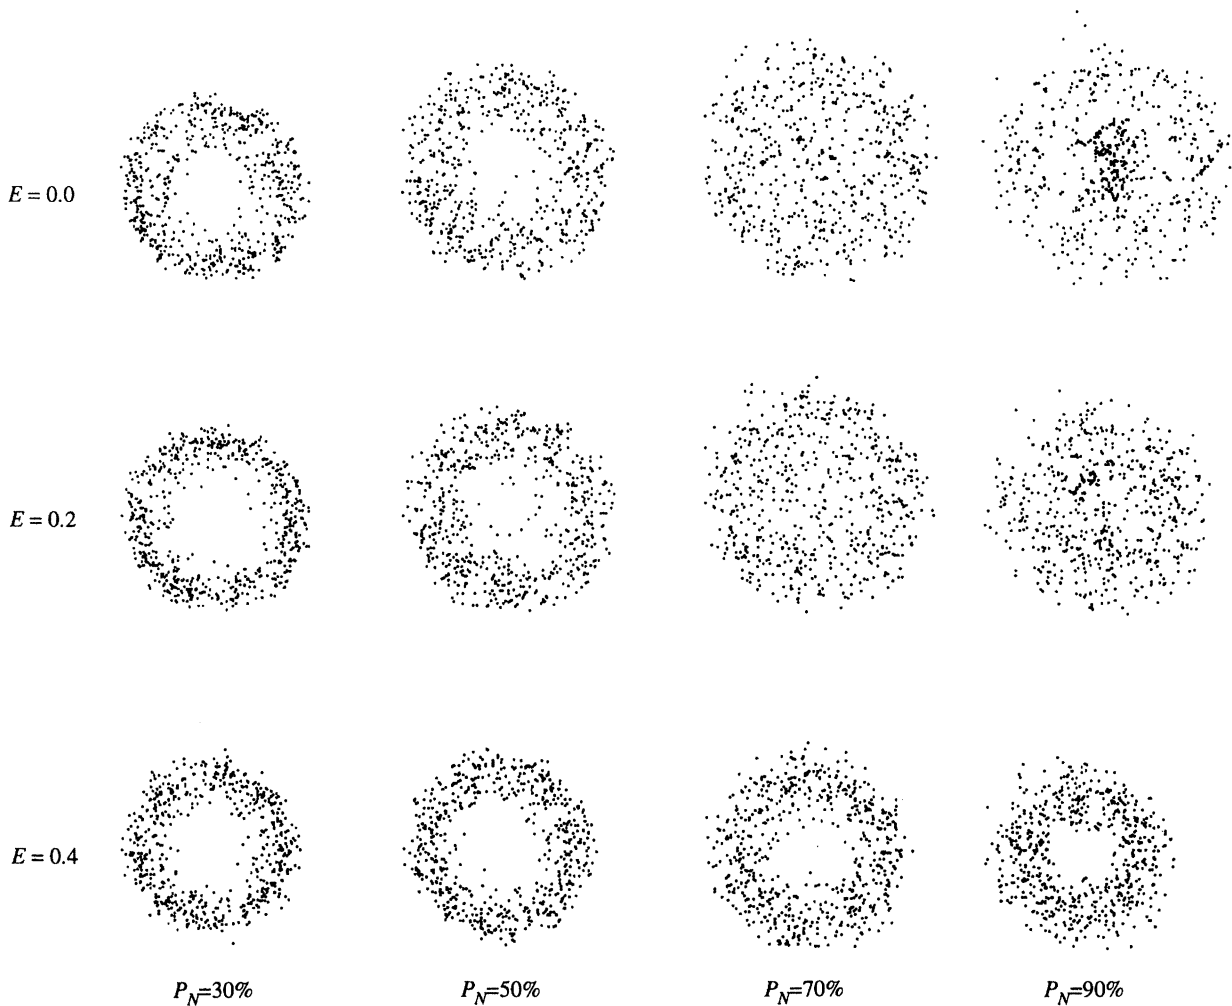 E = 0.0
E = 0.2
E = 0.4
P_N=30% P_N=50% P_N=70% P_N=90%